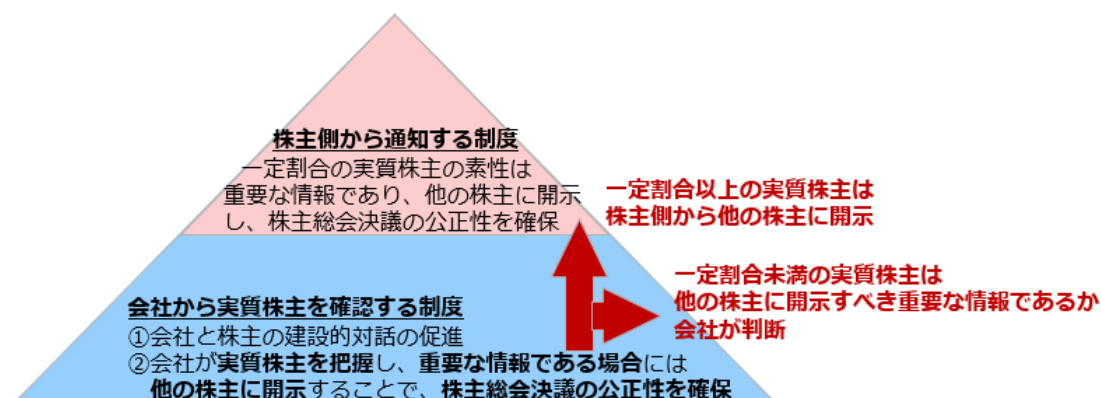 株主側から通知する制度
一定割合の実質株主の素性は
重要な情報であり、他の株主に開示
し、株主総会決議の公正性を確保
一定割合以上の実質株主は
株主側から他の株主に開示
一定割合未満の実質株主は
他の株主に開示すべき重要な情報であるか
会社が判断
会社から実質株主を確認する制度
①会社と株主の建設的対話の促進
②会社が実質株主を把握し、重要な情報である場合には
他の株主に開示することで、株主総会決議の公正性を確保